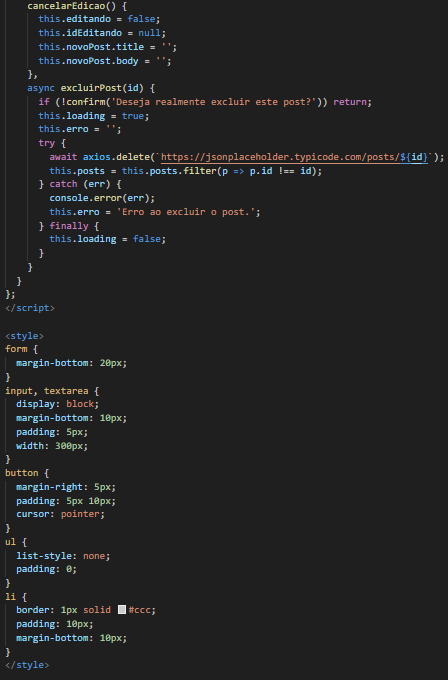 cancelarEdicao() {
      this.editando = false;
      this.idEditando = null;
      this.novoPost.title = '';
      this.novoPost.body = '';
    },
    async excluirPost(id) {
      if (!confirm('Deseja realmente excluir este post?')) return;
      this.loading = true;
      this.erro = '';
      try {
        await axios.delete(`https://jsonplaceholder.typicode.com/posts/${id}`);
        this.posts = this.posts.filter(p => p.id !== id);
      } catch (err) {
        console.error(err);
        this.erro = 'Erro ao excluir o post.';
      } finally {
        this.loading = false;
      }
    }
  }
};
</script>

<style>
form {
  margin-bottom: 20px;
}
input, textarea {
  display: block;
  margin-bottom: 10px;
  padding: 5px;
  width: 300px;
}
button {
  margin-right: 5px;
  padding: 5px 10px;
  cursor: pointer;
}
ul {
  list-style: none;
  padding: 0;
}
li {
  border: 1px solid #ccc;
  padding: 10px;
  margin-bottom: 10px;
}
</style>